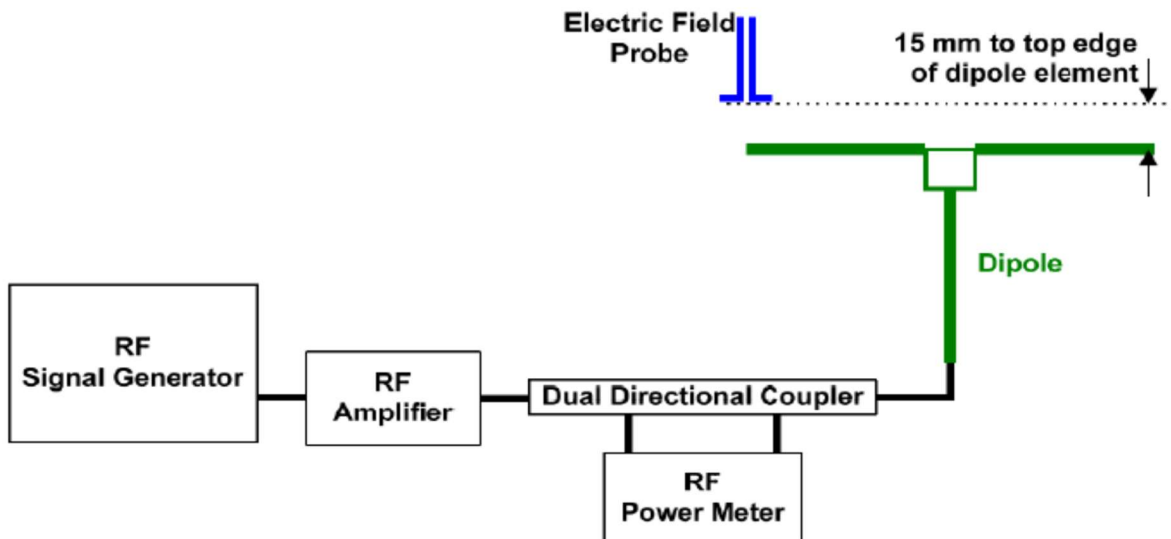 Electric Field
Probe
15 mm to top edge
of dipole element
Dipole
RF
Signal Generator
RF
Amplifier
Dual Directional Coupler
RF
Power Meter